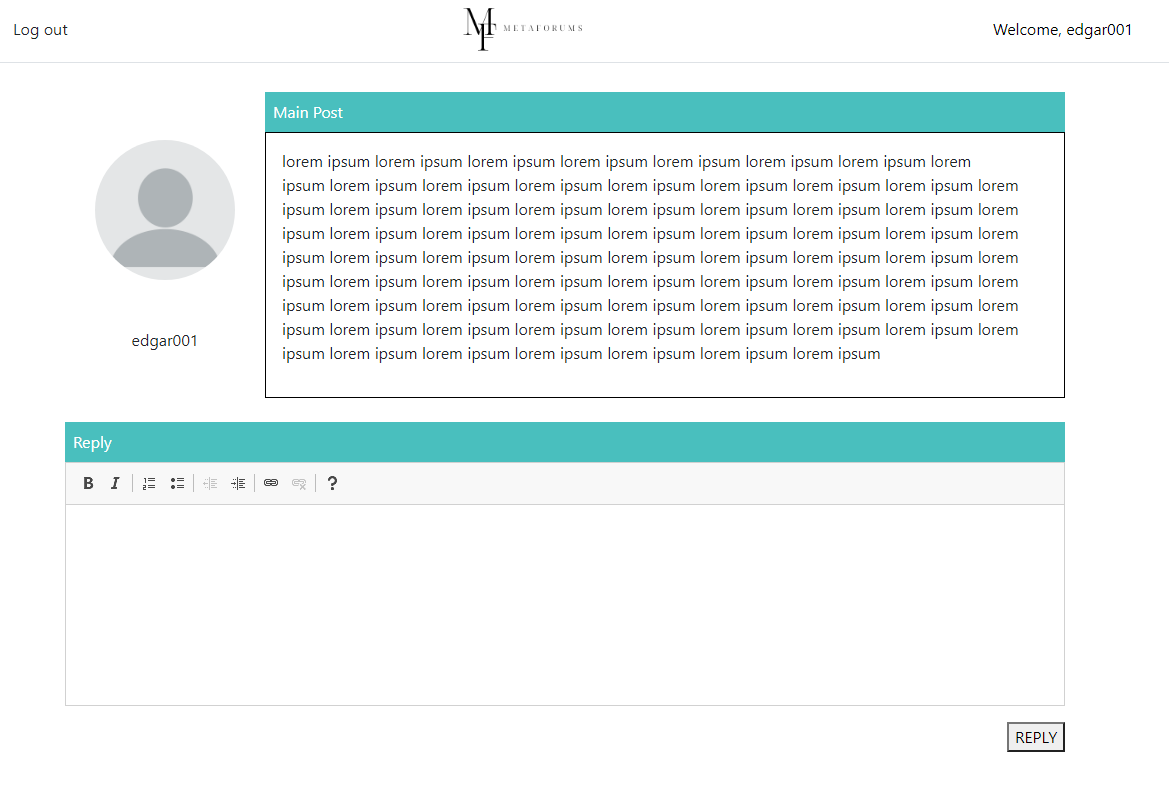 Log out
MF METAFORUMS
Welcome, edgar001
Main Post
lorem ipsum lorem ipsum lorem ipsum lorem ipsum lorem ipsum lorem ipsum lorem ipsum lorem
ipsum lorem ipsum lorem ipsum lorem ipsum lorem ipsum lorem ipsum lorem ipsum lorem ipsum lorem
ipsum lorem ipsum lorem ipsum lorem ipsum lorem ipsum lorem ipsum lorem ipsum lorem ipsum lorem
ipsum lorem ipsum lorem ipsum lorem ipsum lorem ipsum lorem ipsum lorem ipsum lorem ipsum lorem
ipsum lorem ipsum lorem ipsum lorem ipsum lorem ipsum lorem ipsum lorem ipsum lorem ipsum lorem
ipsum lorem ipsum lorem ipsum lorem ipsum lorem ipsum lorem ipsum lorem ipsum lorem ipsum lorem
ipsum lorem ipsum lorem ipsum lorem ipsum lorem ipsum lorem ipsum lorem ipsum lorem ipsum lorem
ipsum lorem ipsum lorem ipsum lorem ipsum lorem ipsum lorem ipsum lorem ipsum lorem ipsum lorem
ipsum lorem ipsum lorem ipsum lorem ipsum lorem ipsum lorem ipsum lorem ipsum
edgar001
Reply
B I ?
REPLY